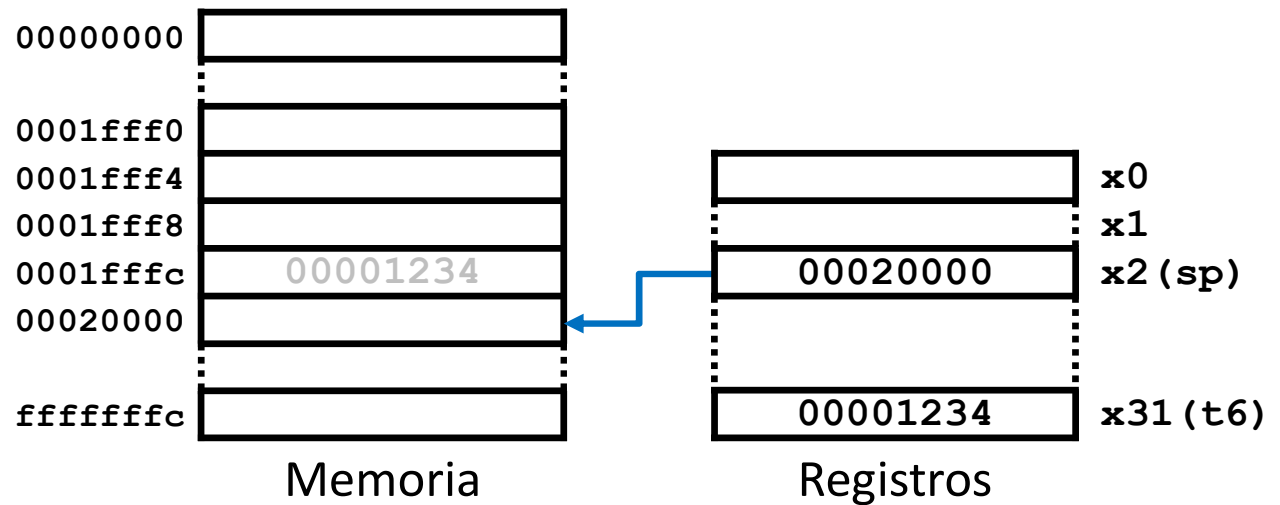 00000000
0001fff0
0001fff4 x0
0001fff8 x1
0001fffc 00001234 00020000 x2(sp)
00020000
fffffffc 00001234 x31(t6)
Memoria Registros